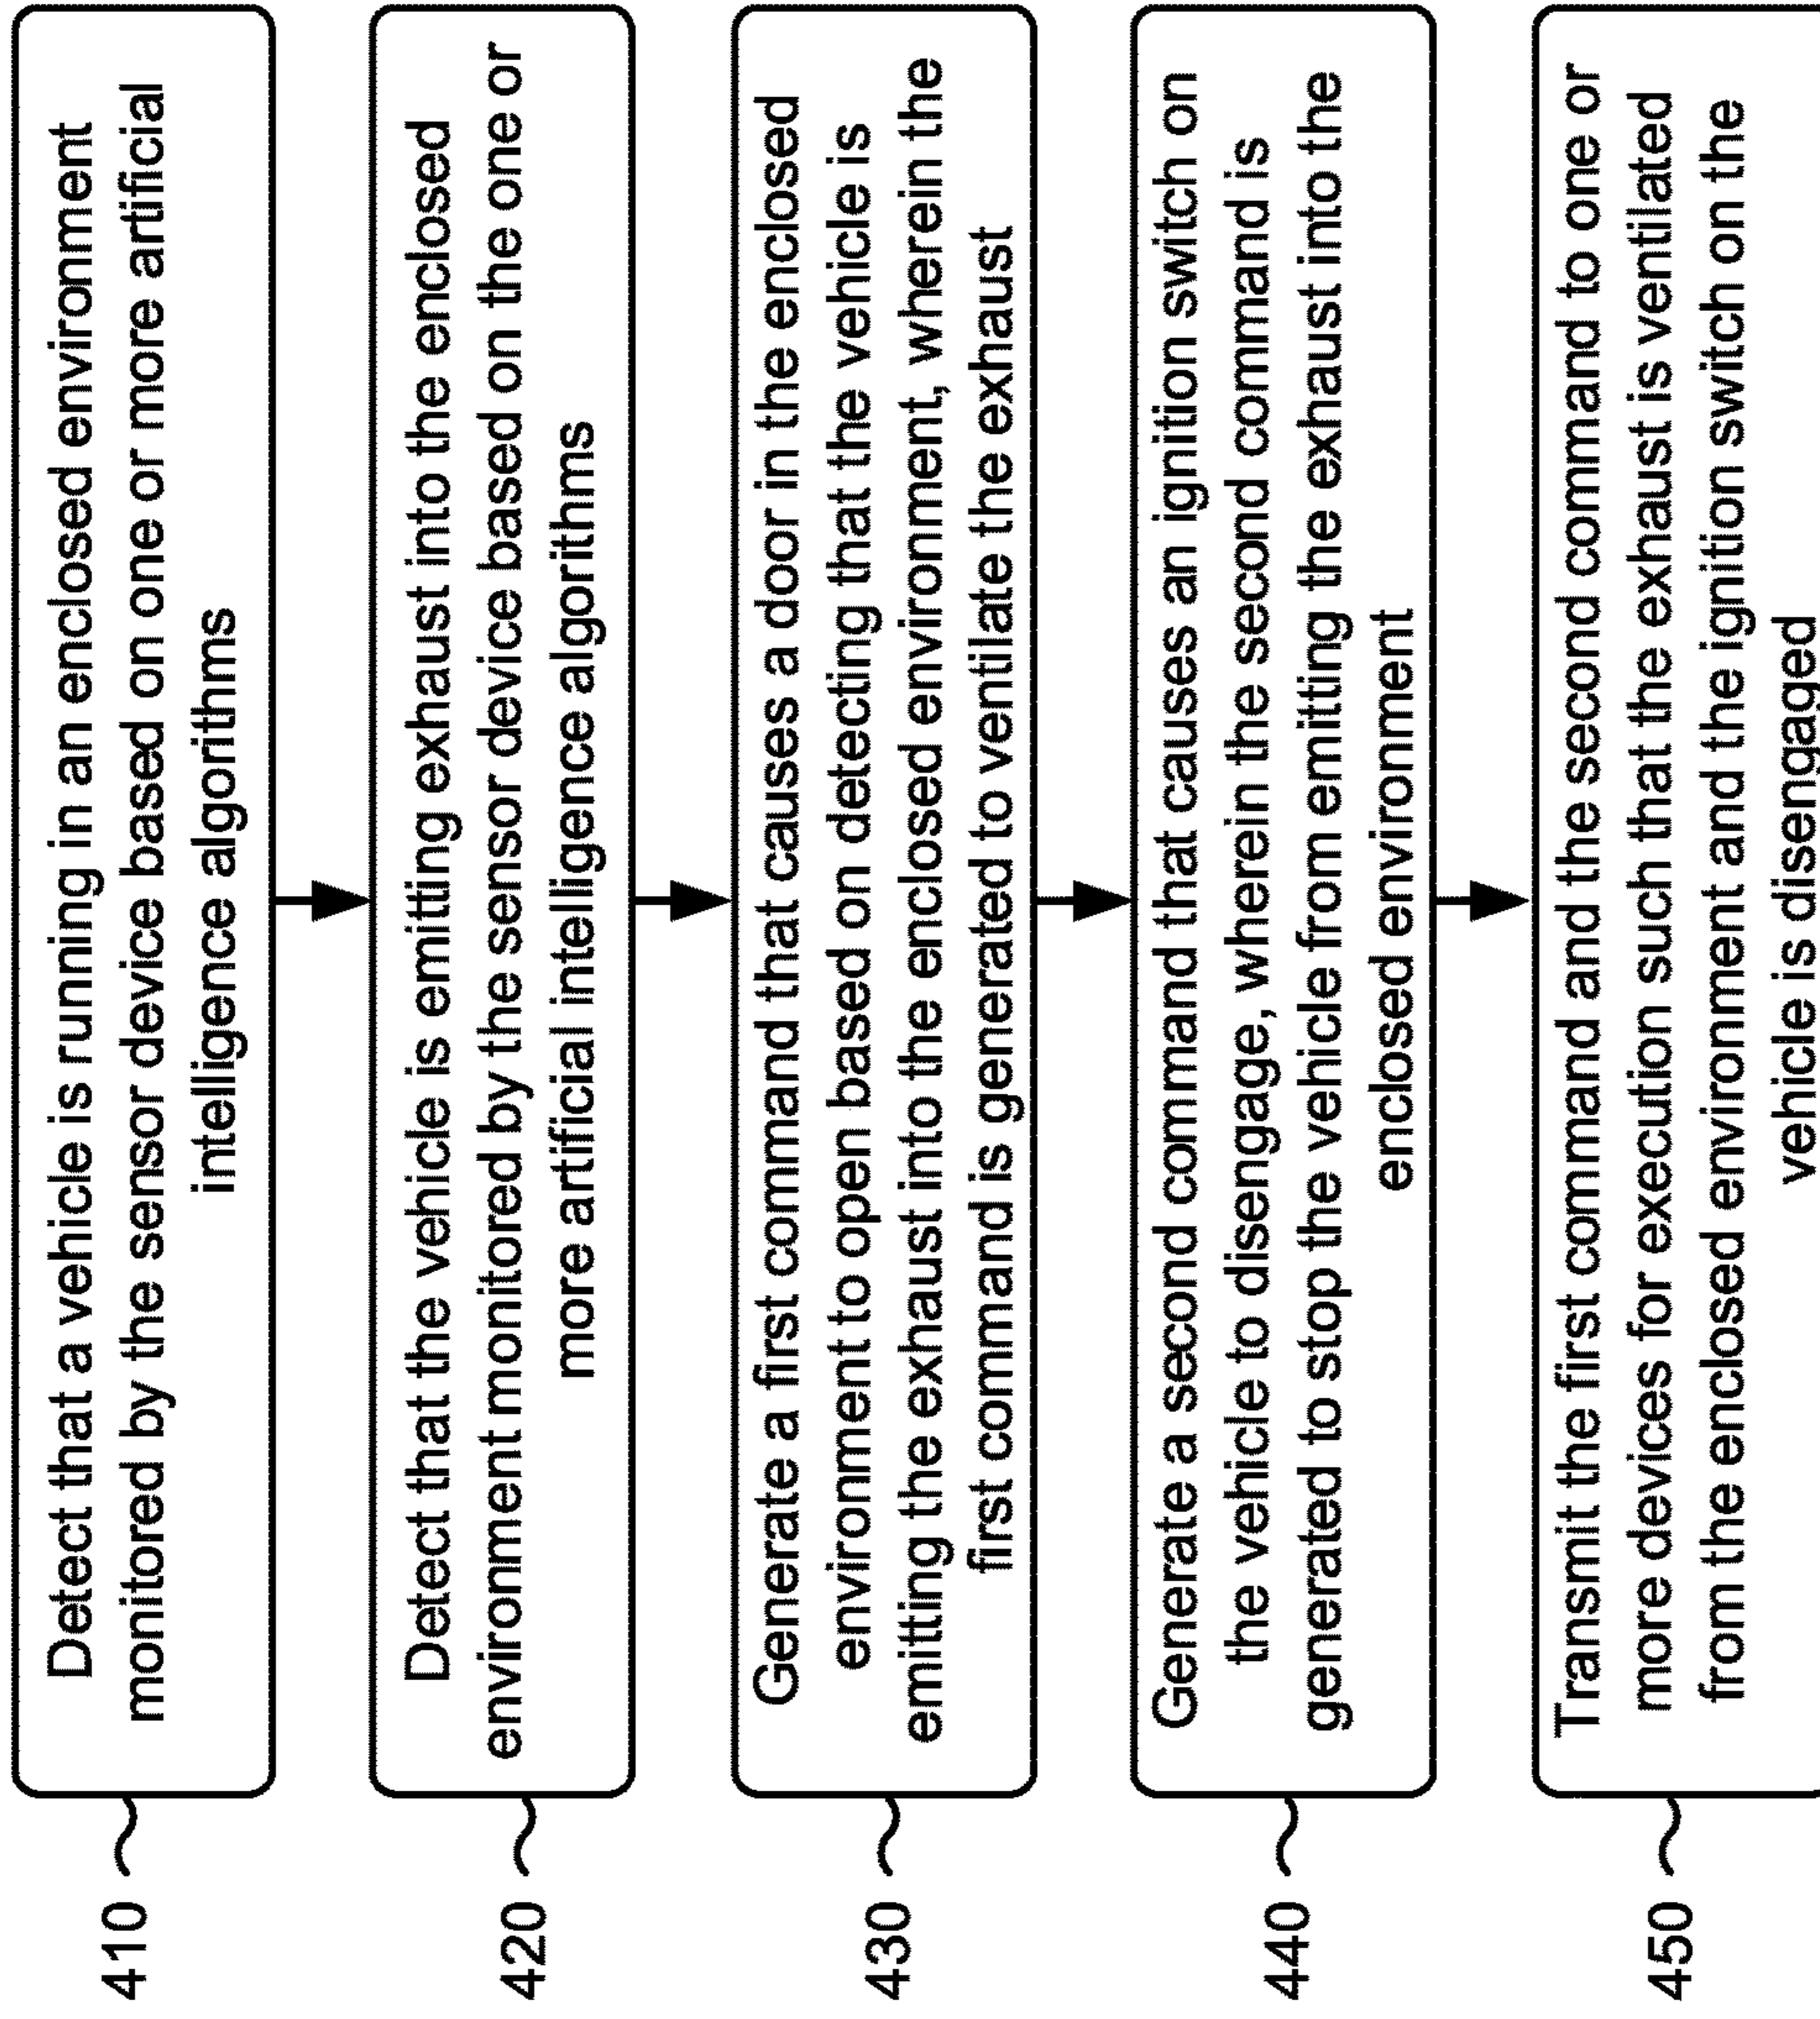 410
Detect that a vehicle is running in an enclosed environment
monitored by the sensor device based on one or more artificial
intelligence algorithms
420
Detect that the vehicle is emitting exhaust into the enclosed
environment monitored by the sensor device based on the one or
more artificial intelligence algorithms
430
Generate a first command that causes a door in the enclosed
environment to open based on detecting that the vehicle is
emitting the exhaust into the enclosed environment, wherein the
first command is generated to ventilate the exhaust
440
Generate a second command that causes an ignition switch on
the vehicle to disengage, wherein the second command is
generated to stop the vehicle from emitting the exhaust into the
enclosed environment
450
Transmit the first command and the second command to one or
more devices for execution such that the exhaust is ventilated
from the enclosed environment and the ignition switch on the
vehicle is disengaged